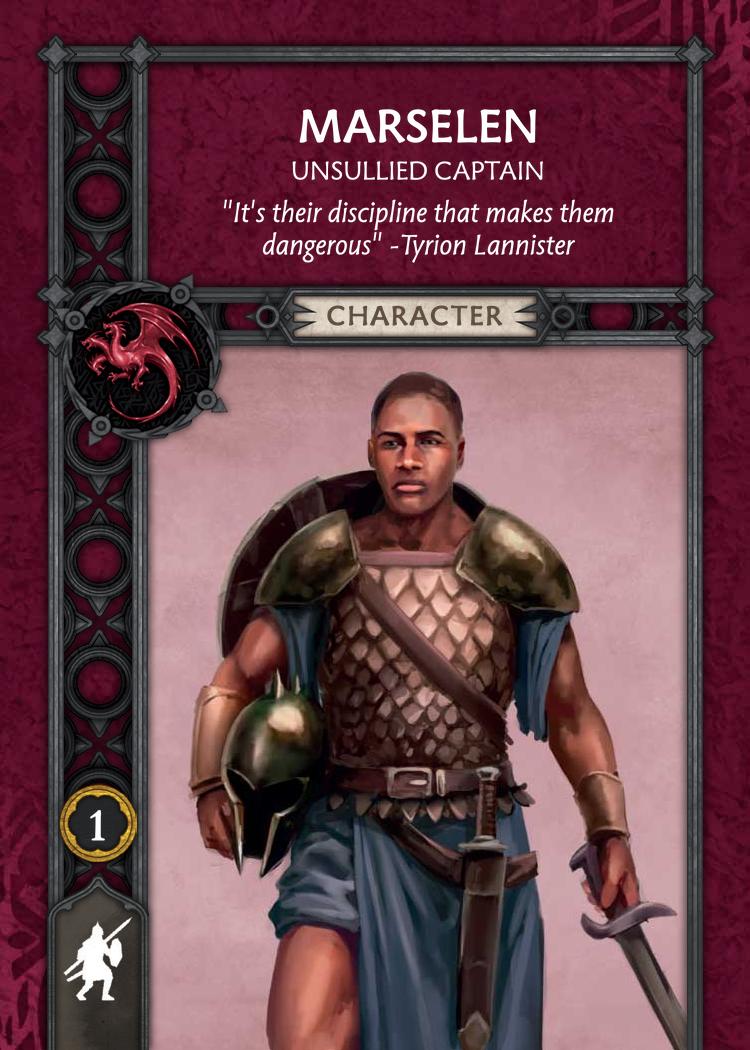 MARSELEN
UNSULLIED CAPTAIN
"It's their discipline that makes them
dangerous" -Tyrion Lannister
CHARACTER
1